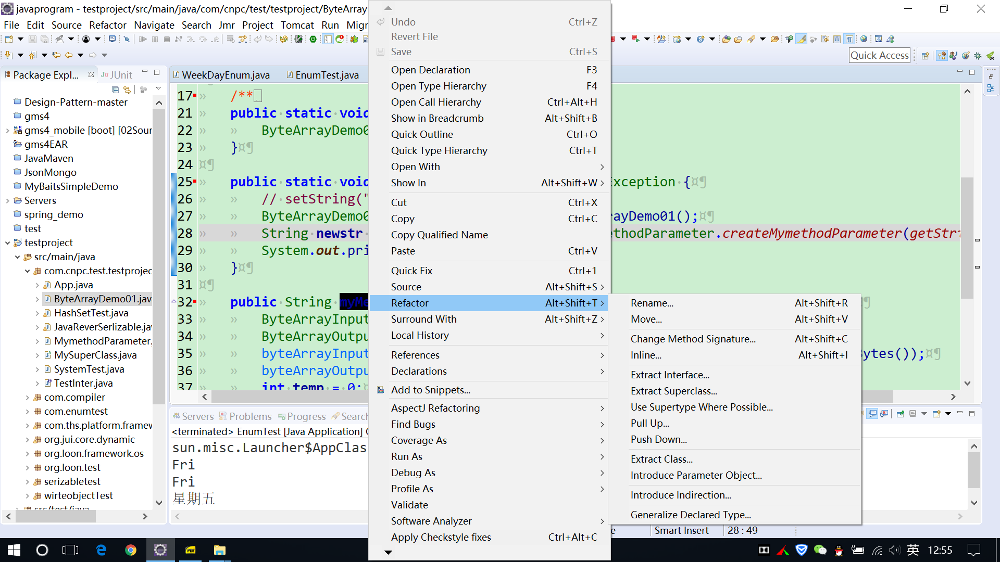 javaprogram - testproject/src/main/java/com/cnpc/test/testproject/ByteArray
File Edit Source Refactor Navigate Search Jmr Project Tomcat Run Migr
Quick Access
Package Expl...
JUnit
Design-Pattern-master
gms4
gms4_mobile [boot] [02Sour
gms4EAR
JavaMaven
JsonMongo
MyBaitsSimpleDemo
Servers
spring_demo
test
testproject
src/main/java
com.cnpc.test.testprojec
App.java
ByteArrayDemo01.jav
HashSetTest.java
JavaReverSerlizable.jav
MymethodParameter.
MySuperClass.java
SystemTest.java
TestInter.java
com.compiler
com.enumtest
com.ths.platform.framew
org.jui.core.dynamic
org.loon.framework.os
org.loon.test
serizabletest
wirteobjectTest
src/test/java
WeekDayEnum.java
EnumTest.java
17 /**
21 public static void
22 ByteArrayDemo0
23 }¤¶
24 ¤¶
25 public static void xception {¤¶
26 // setString("
27 ByteArrayDemo0 ayDemo01();¤¶
28 String newstr ethodParameter.createMymethodParameter(getStri
29 System.out.pri
30 }¤¶
31 ¤¶
32 public String myMe ¶
33 ByteArrayInput
34 ByteArrayOutpu
35 byteArrayInput ytes());¤¶
36 byteArrayOutpu
37 int temp = 0;
Servers Problems Progress Search
<terminated> EnumTest [Java Application] C
sun.misc.Launcher$AppClas
Fri
Fri
星期五
Undo Ctrl+Z
Revert File
Save Ctrl+S
Open Declaration F3
Open Type Hierarchy F4
Open Call Hierarchy Ctrl+Alt+H
Show in Breadcrumb Alt+Shift+B
Quick Outline Ctrl+O
Quick Type Hierarchy Ctrl+T
Open With
Show In Alt+Shift+W
Cut Ctrl+X
Copy Ctrl+C
Copy Qualified Name
Paste Ctrl+V
Quick Fix Ctrl+1
Source Alt+Shift+S
Refactor Alt+Shift+T
Surround With Alt+Shift+Z
Local History
References
Declarations
Add to Snippets...
AspectJ Refactoring
Find Bugs
Coverage As
Run As
Debug As
Profile As
Validate
Software Analyzer
Apply Checkstyle fixes Ctrl+Alt+C
Rename... Alt+Shift+R
Move... Alt+Shift+V
Change Method Signature... Alt+Shift+C
Inline... Alt+Shift+I
Extract Interface...
Extract Superclass...
Use Supertype Where Possible...
Pull Up...
Push Down...
Extract Class...
Introduce Parameter Object...
Introduce Indirection...
Generalize Declared Type...
e Smart Insert 28 : 49
英 12:55